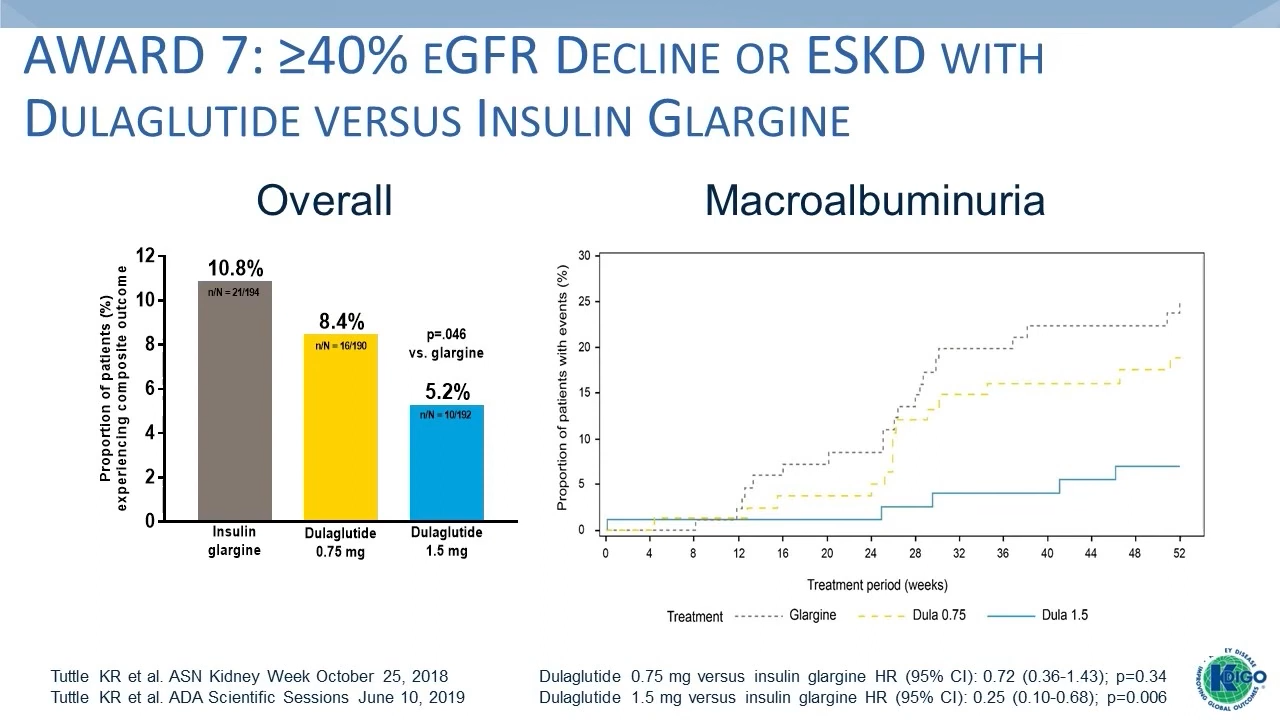 AWARD 7: ≥40% EGFR DECLINE OR ESKD WITH
DULAGLUTIDE VERSUS INSULIN GLARGINE
Overall
Proportion of patients (%)
experiencing composite outcome
12
10
8
6
4
2
0
10.8%
n/N = 21/194
8.4%
n/N = 16/190
p=.046
vs. glargine
5.2%
n/N = 10/192
Insulin
glargine
Dulaglutide
0.75 mg
Dulaglutide
1.5 mg
Macroalbuminuria
Proportion of patients with events (%)
30
25
20
15
10
5
0
0 4 8 12 16 20 24 28 32 36 40 44 48 52
Treatment period (weeks)
Treatment Glargine Dula 0.75 Dula 1.5
Tuttle KR et al. ASN Kidney Week October 25, 2018
Tuttle KR et al. ADA Scientific Sessions June 10, 2019
Dulaglutide 0.75 mg versus insulin glargine HR (95% CI): 0.72 (0.36-1.43); p=0.34
Dulaglutide 1.5 mg versus insulin glargine HR (95% CI): 0.25 (0.10-0.68); p=0.006
EY DISEASE
KDIGO
IMPROVING GLOBAL OUTCOMES